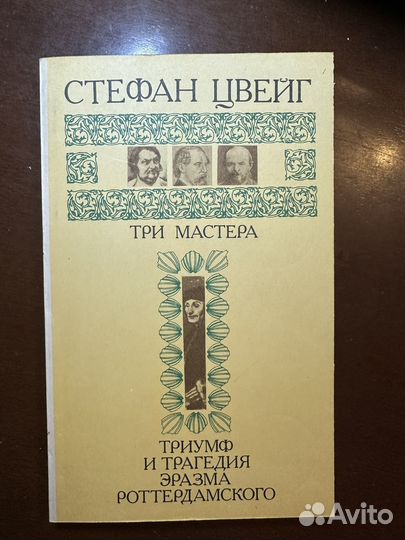 СТЕФАН ЦВЕЙГ
ТРИ МАСТЕРА
ТРИУМФ
И ТРАГЕДИЯ
ЭРАЗМА
РОТТЕРДАМСКОГО
Avito